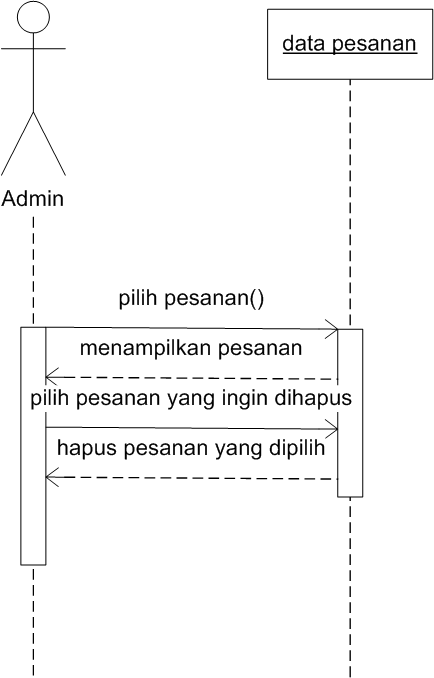 data pesanan
Admin
pilih pesanan()
menampilkan pesanan
pilih pesanan yang ingin dihapus
hapus pesanan yang dipilih